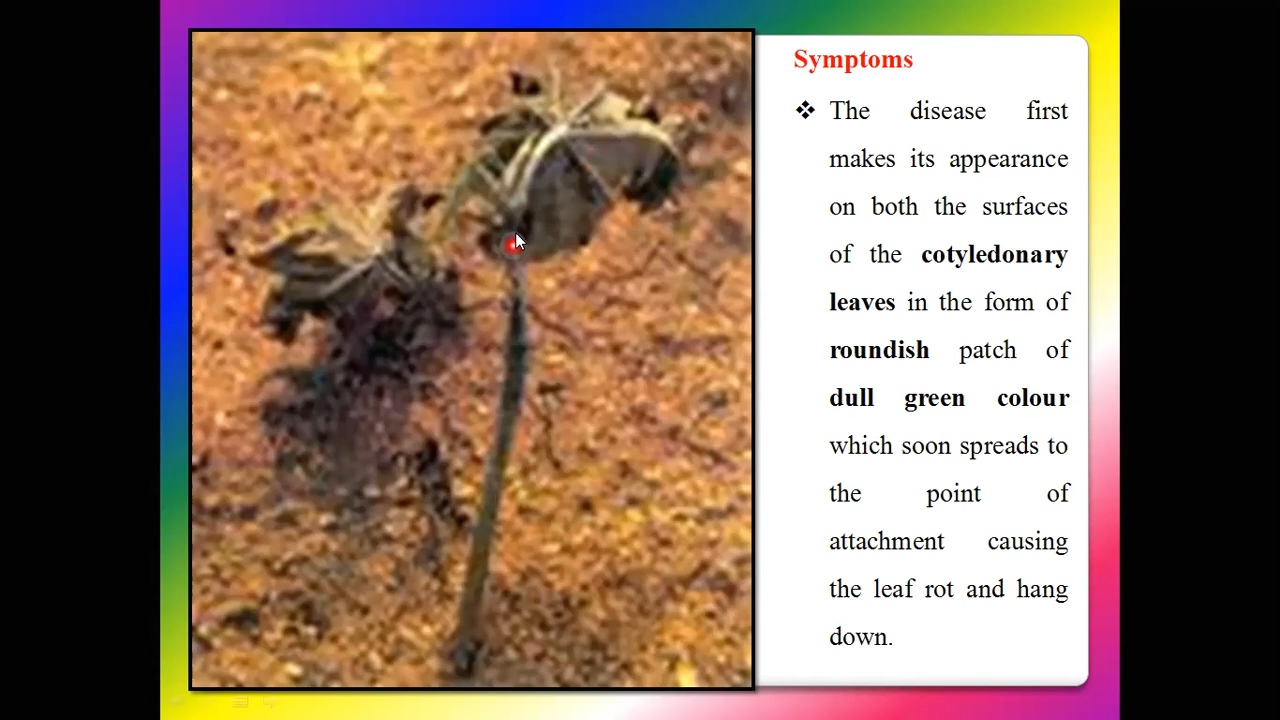 Symptoms
❖ The disease first
makes its appearance
on both the surfaces
of the cotyledonary
leaves in the form of
roundish patch of
dull green colour
which soon spreads to
the point of
attachment causing
the leaf rot and hang
down.